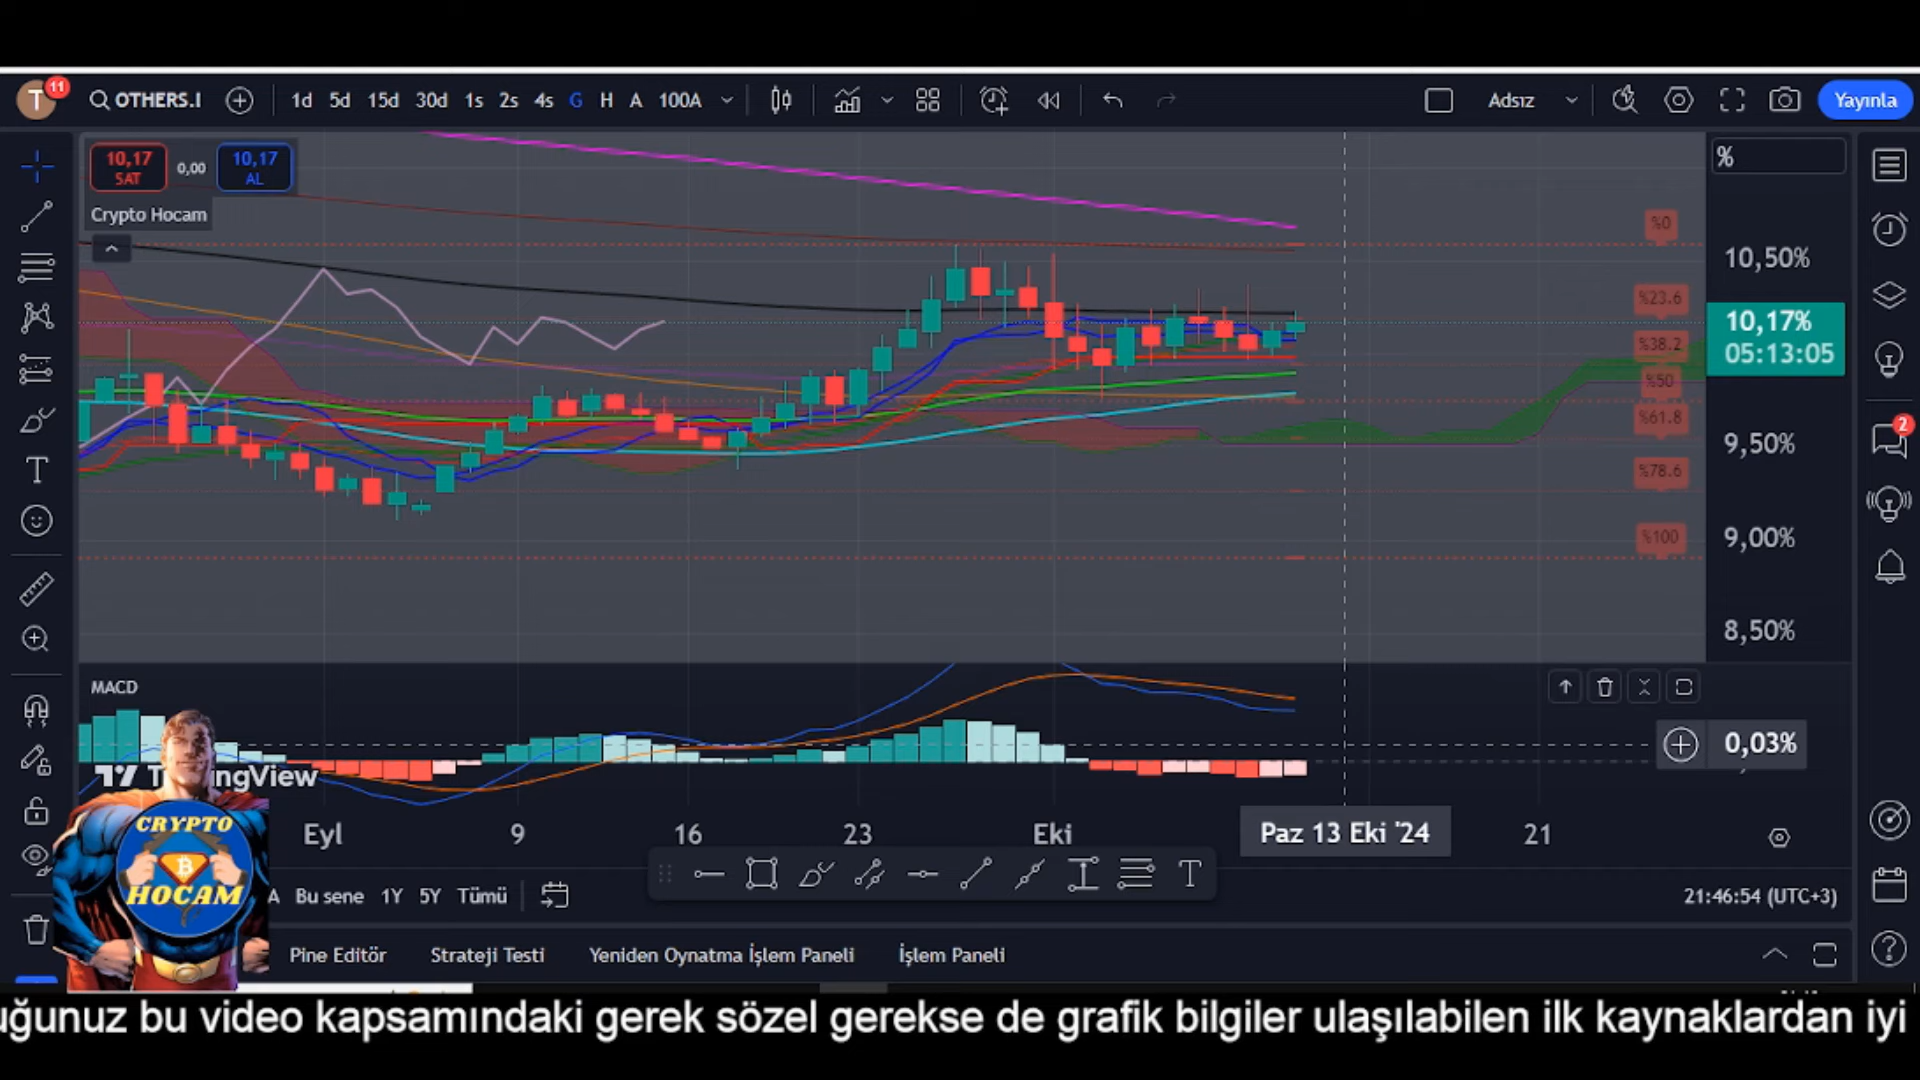 T
11
OTHERS.I
1d 5d 15d 30d 1s 2s 4s G H A 100A
Adsız
Yayınla
10,17
SAT
0,00
10,17
AL
%
Crypto Hocam
%0
10,50%
%23.6
10,17%
05:13:05
%38.2
%50
%61.8
9,50%
%78.6
%100
9,00%
8,50%
2
MACD
0,03%
TradingView
CRYPTO
HOCAM
Eyl 9 16 23 Eki Paz 13 Eki '24 21
A Bu sene 1Y 5Y Tümü
21:46:54 (UTC+3)
Pine Editör Strateji Testi Yeniden Oynatma İşlem Paneli İşlem Paneli
uğunuz bu video kapsamındaki gerek sözel gerekse de grafik bilgiler ulaşılabilen ilk kaynaklardan iyi